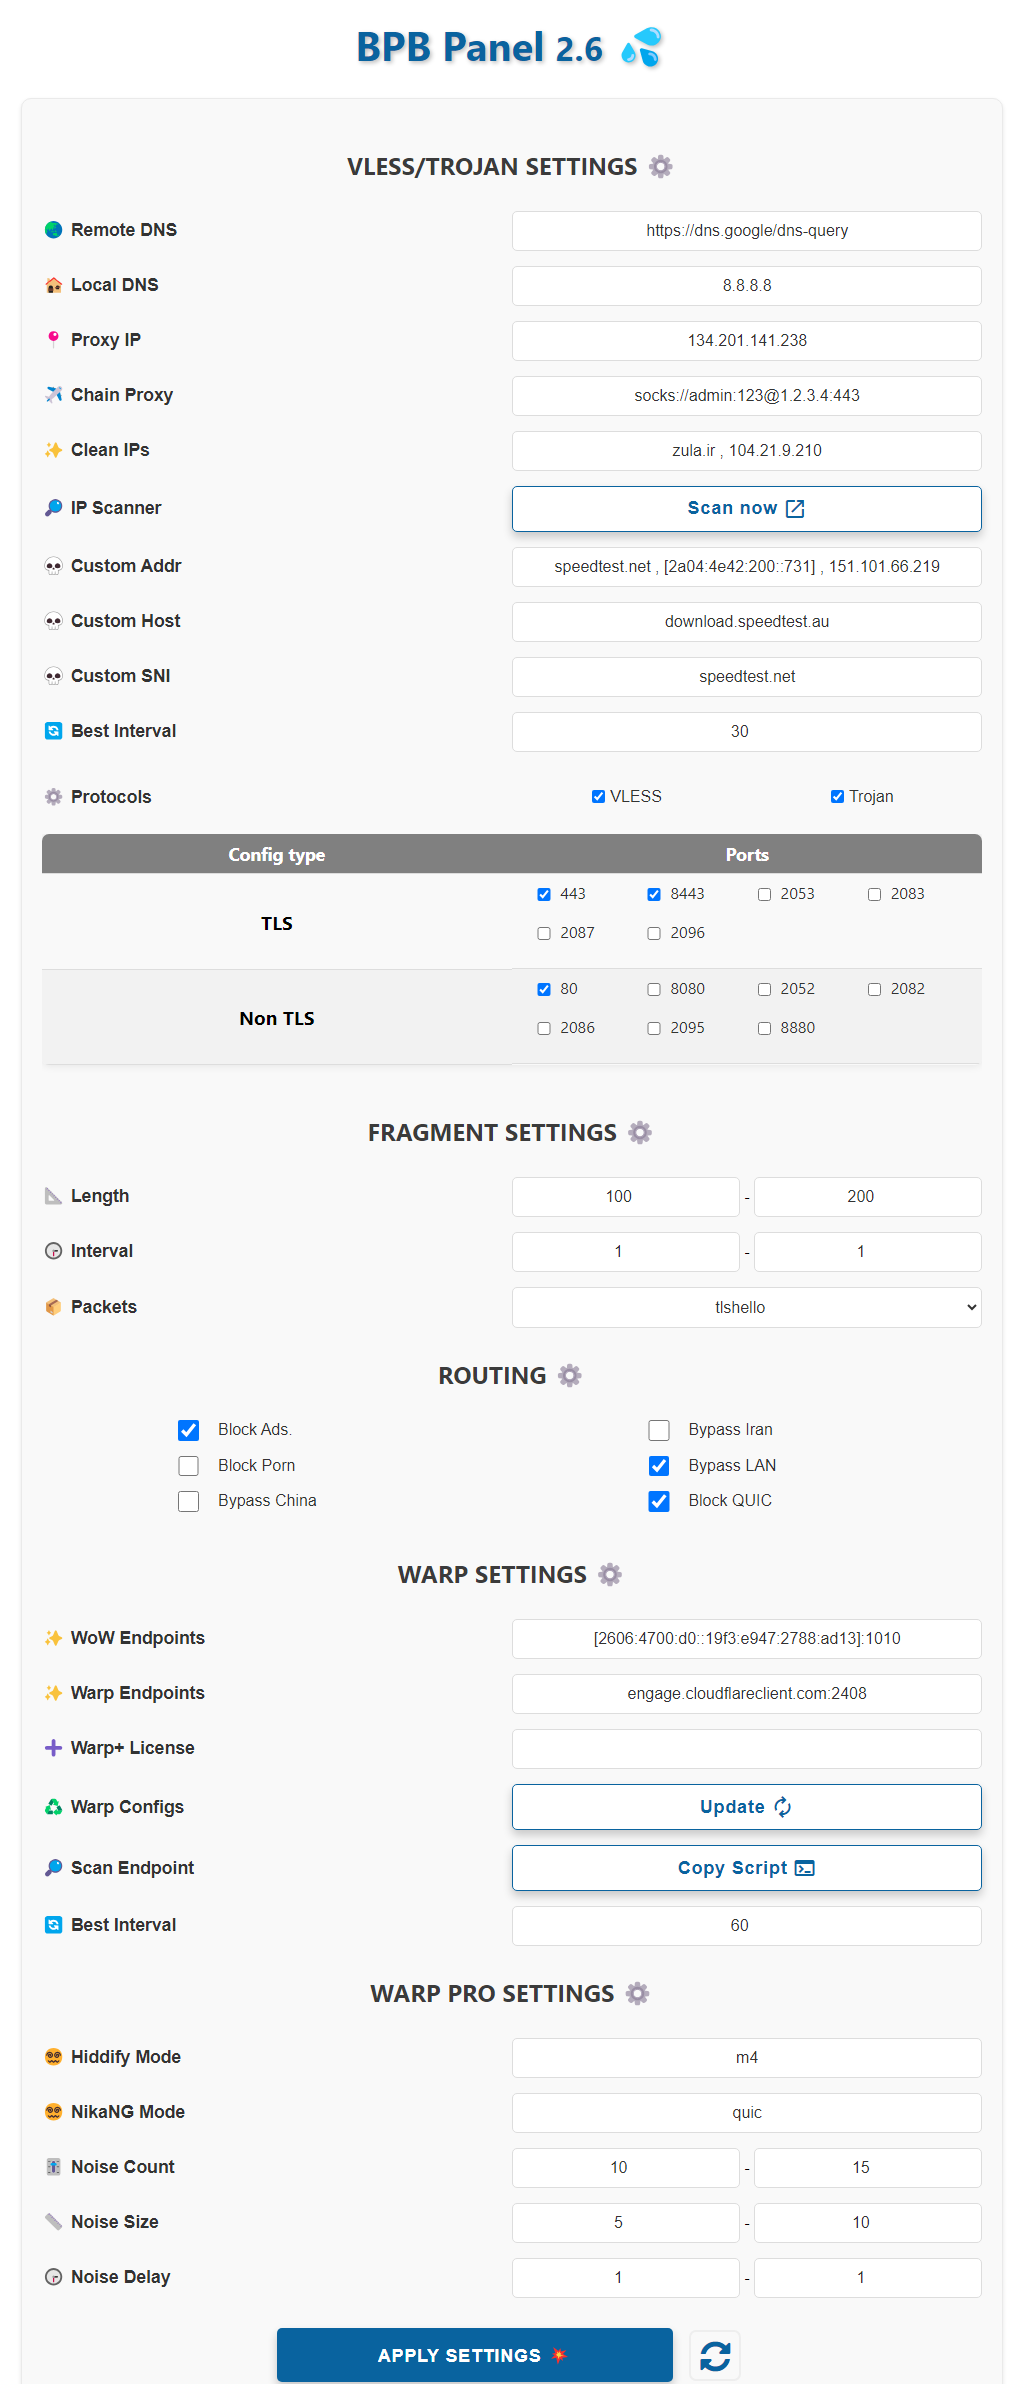 BPB Panel 2.6 💦
VLESS/TROJAN SETTINGS ⚙️
🌏 Remote DNS https://dns.google/dns-query
🏚️ Local DNS 8.8.8.8
📍 Proxy IP 134.201.141.238
✈️ Chain Proxy socks://admin:123@1.2.3.4:443
✨ Clean IPs zula.ir , 104.21.9.210
🔎 IP Scanner Scan now
💀 Custom Addr speedtest.net , [2a04:4e42:200::731] , 151.101.66.219
💀 Custom Host download.speedtest.au
💀 Custom SNI speedtest.net
🔄 Best Interval 30
⚙️ Protocols VLESS Trojan
Config type Ports
TLS
443 8443 2053 2083
2087 2096
Non TLS
80 8080 2052 2082
2086 2095 8880
FRAGMENT SETTINGS ⚙️
📐 Length 100 - 200
🕞 Interval 1 - 1
📦 Packets tlshello
ROUTING ⚙️
Block Ads. Bypass Iran
Block Porn Bypass LAN
Bypass China Block QUIC
WARP SETTINGS ⚙️
✨ WoW Endpoints [2606:4700:d0::19f3:e947:2788:ad13]:1010
✨ Warp Endpoints engage.cloudflareclient.com:2408
➕ Warp+ License
♻️ Warp Configs Update
🔎 Scan Endpoint Copy Script
🔄 Best Interval 60
WARP PRO SETTINGS ⚙️
😵‍💫 Hiddify Mode m4
😵‍💫 NikaNG Mode quic
🎚️ Noise Count 10 - 15
📏 Noise Size 5 - 10
🕞 Noise Delay 1 - 1
APPLY SETTINGS 💥